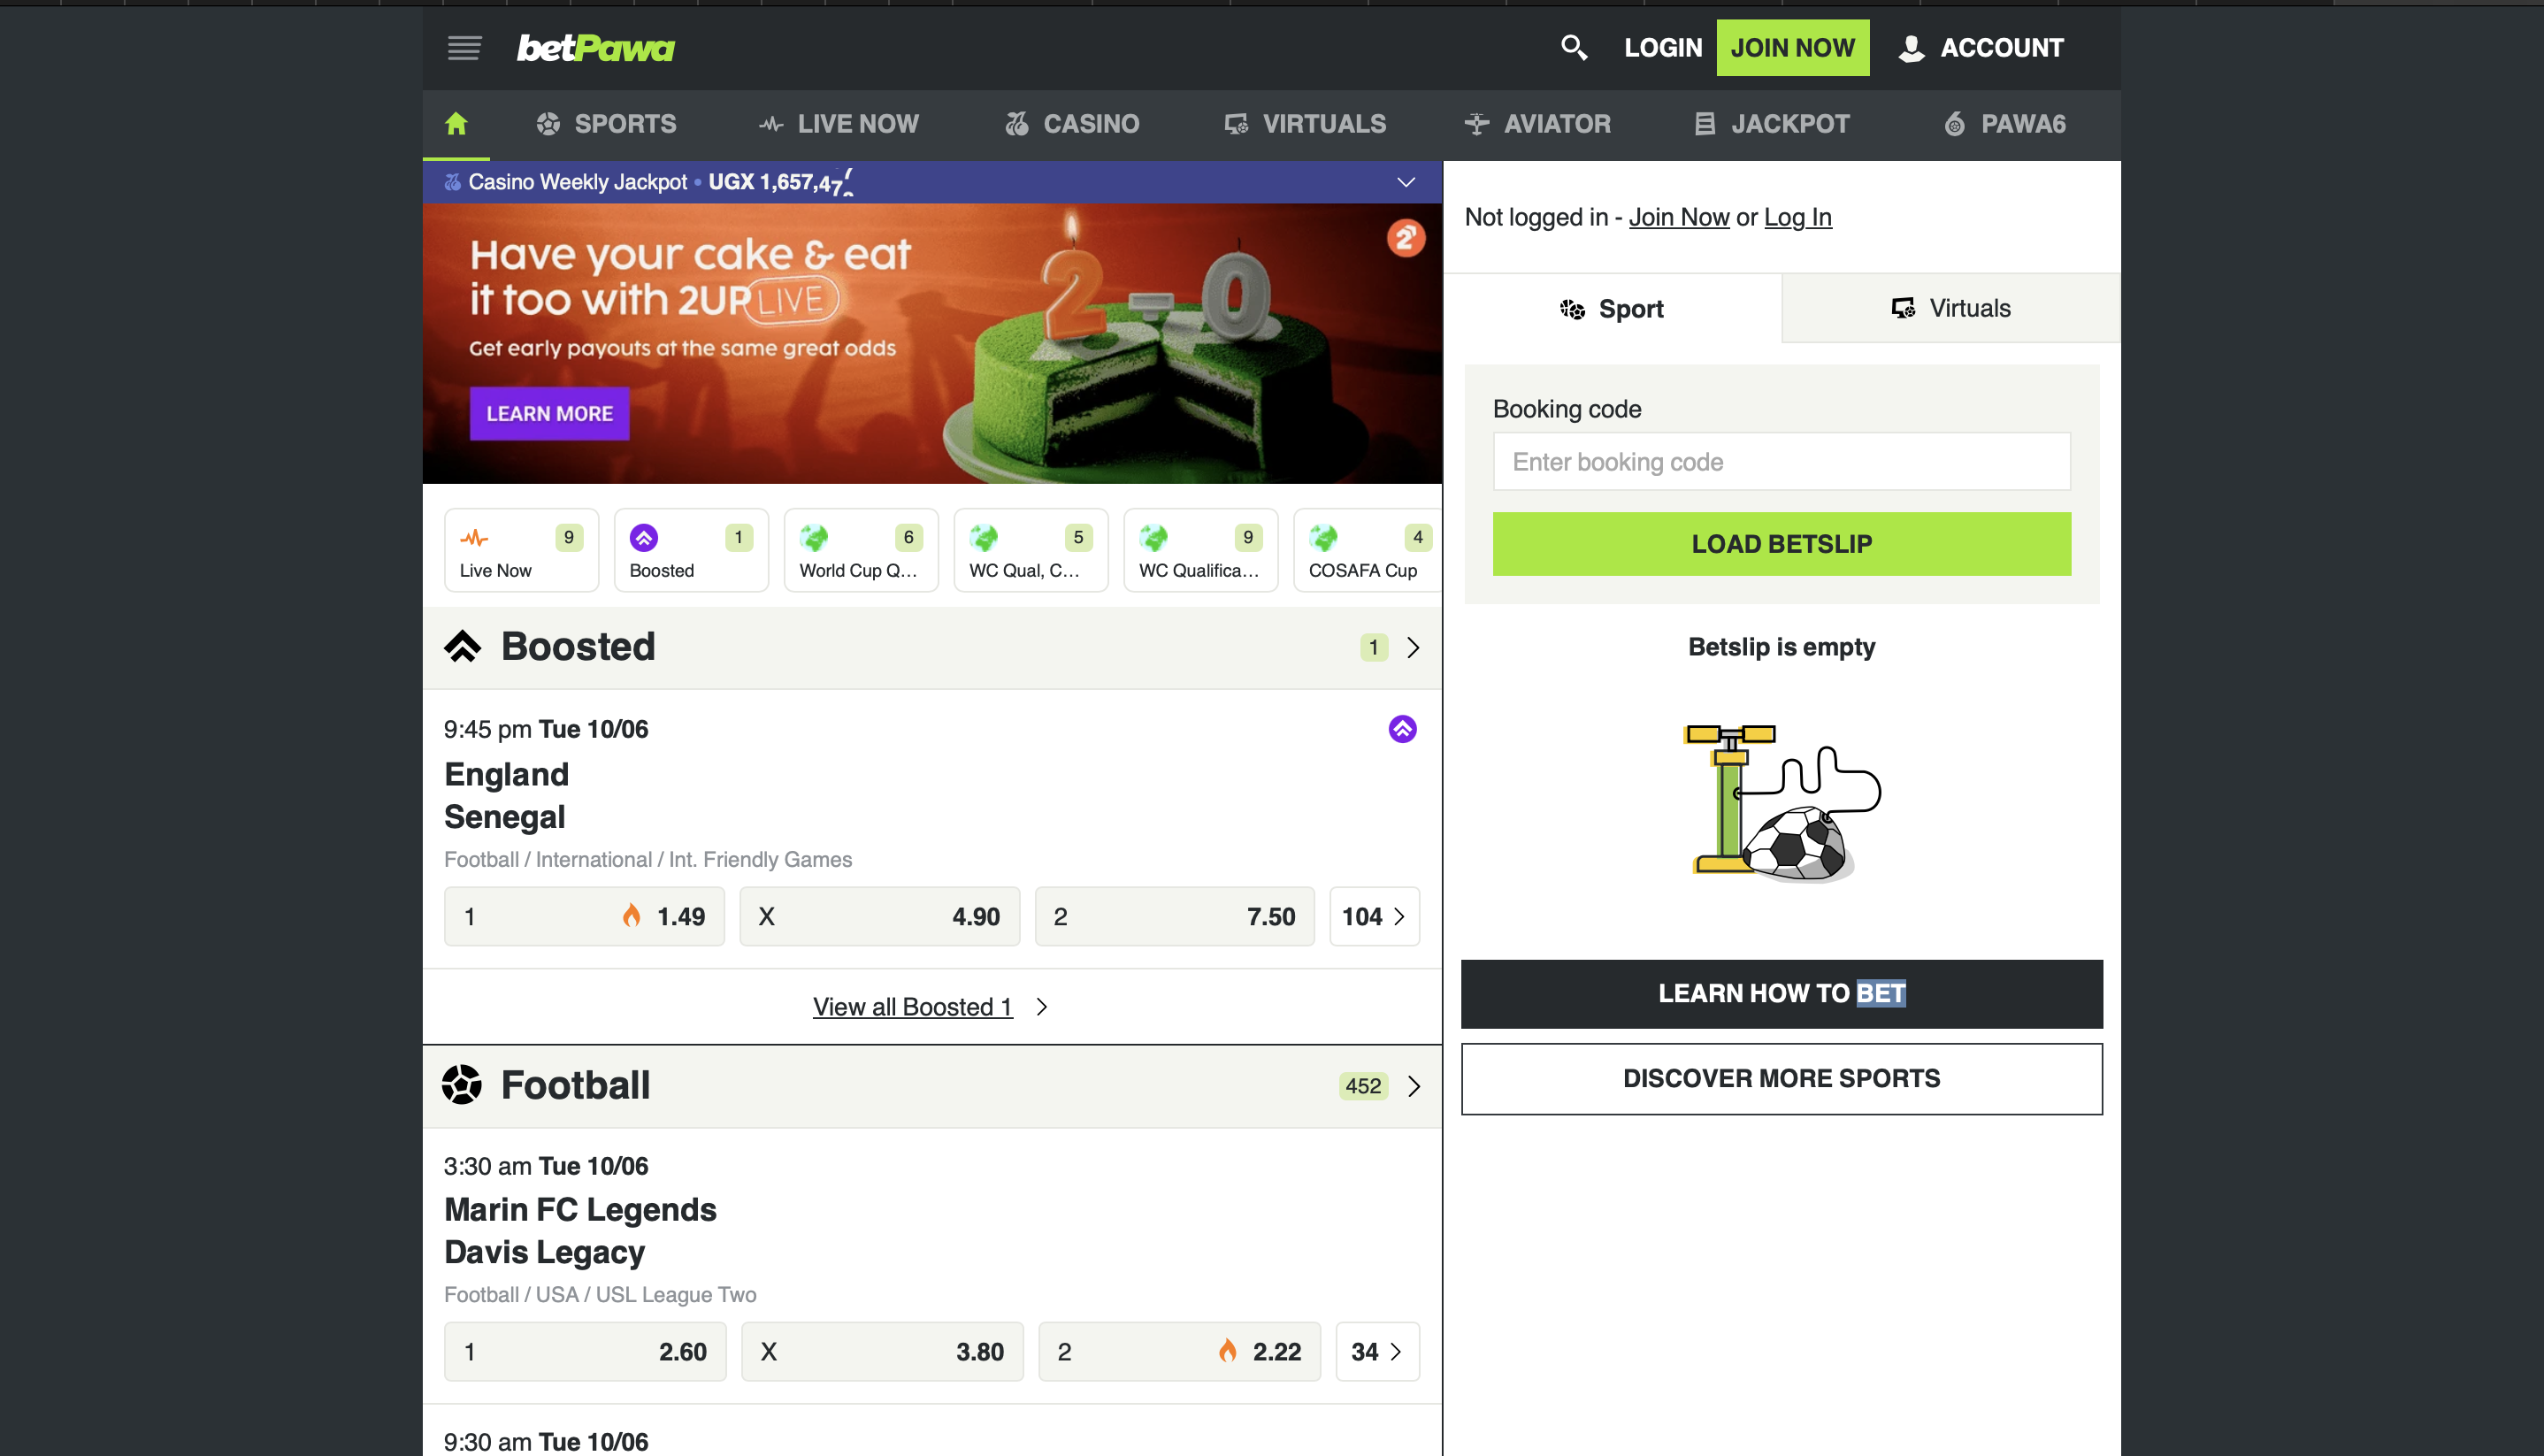 betPawa
LOGIN
JOIN NOW
ACCOUNT
SPORTS
LIVE NOW
CASINO
VIRTUALS
AVIATOR
JACKPOT
PAWA6
Casino Weekly Jackpot • UGX 1,657,47
Have your cake & eat
it too with 2UP LIVE
Get early payouts at the same great odds
LEARN MORE
2-0
2
9
Live Now
1
Boosted
6
World Cup Q...
5
WC Qual, C...
9
WC Qualifica...
4
COSAFA Cup
Boosted
1
9:45 pm Tue 10/06
England
Senegal
Football / International / Int. Friendly Games
1 1.49
X 4.90
2 7.50
104
View all Boosted 1
Football
452
3:30 am Tue 10/06
Marin FC Legends
Davis Legacy
Football / USA / USL League Two
1 2.60
X 3.80
2 2.22
34
9:30 am Tue 10/06
Not logged in - Join Now or Log In
Sport
Virtuals
Booking code
Enter booking code
LOAD BETSLIP
Betslip is empty
LEARN HOW TO BET
DISCOVER MORE SPORTS